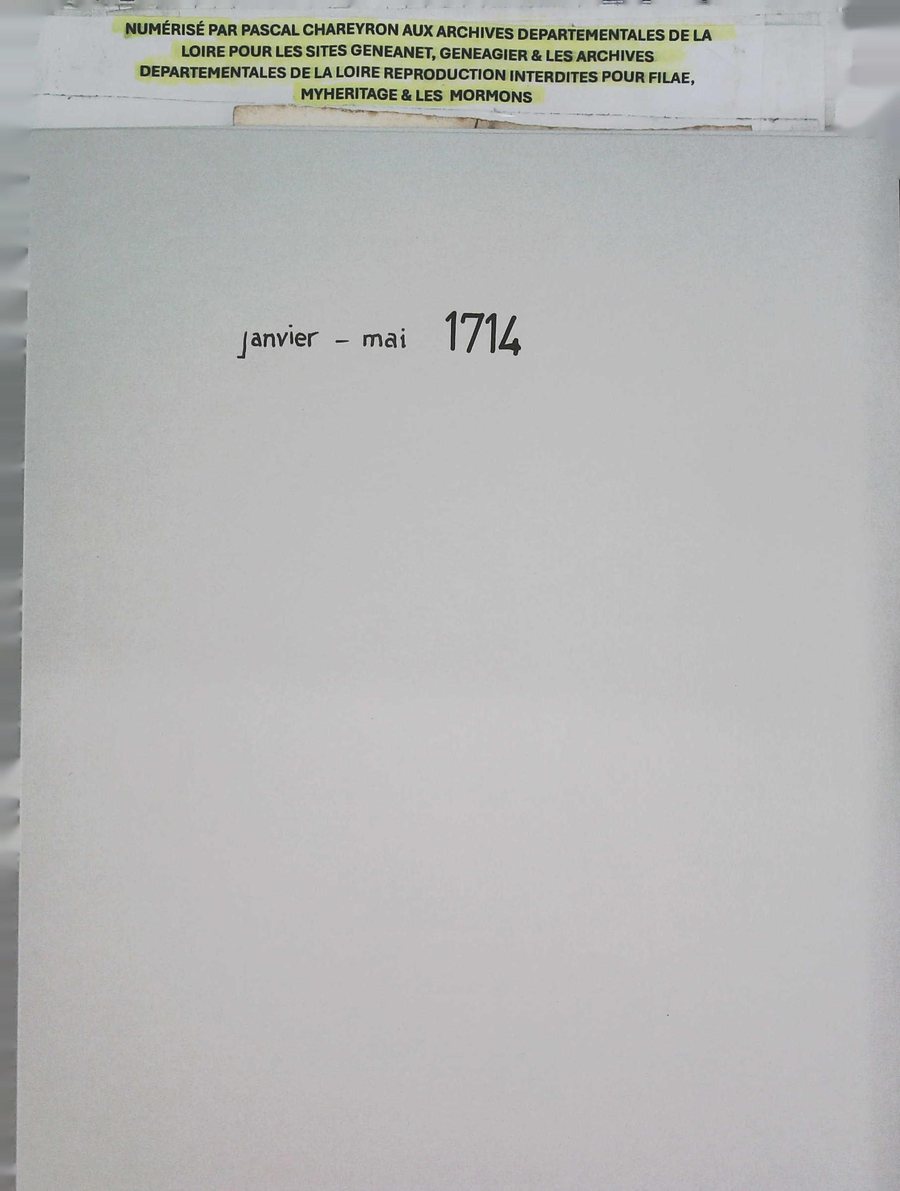 NUMÉRISÉ PAR PASCAL CHAREYRON AUX ARCHIVES DEPARTEMENTALES DE LA
LOIRE POUR LES SITES GENEANET, GENEAGIER & LES ARCHIVES
DEPARTEMENTALES DE LA LOIRE REPRODUCTION INTERDITES POUR FILAE,
MYHERITAGE & LES MORMONS
janvier - mai 1714